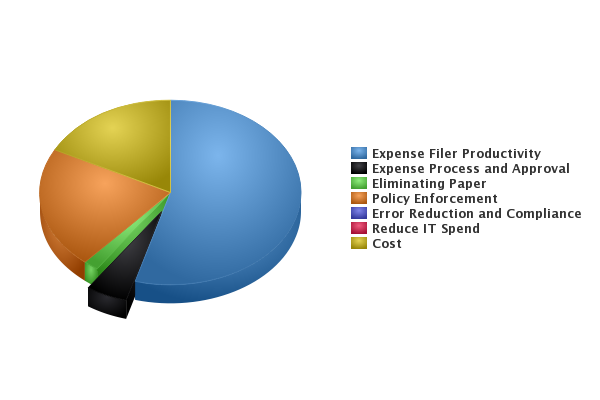 Expense Filer Productivity
Expense Process and Approval
Eliminating Paper
Policy Enforcement
Error Reduction and Compliance
Reduce IT Spend
Cost